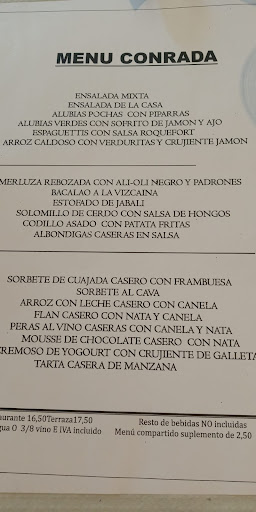 MENU CONRADA
ENSALADA MIXTA
ENSALADA DE LA CASA
ALUBIAS POCHAS CON PIPARRAS
ALUBIAS VERDES CON SOFRITO DE JAMON Y AJO
ESPAGUETTIS CON SALSA ROQUEFORT
ARROZ CALDOSO CON VERDURITAS Y CRUJIENTE JAMON
MERLUZA REBOZADA CON ALI-OLI NEGRO Y PADRONES
BACALAO A LA VIZCAINA
ESTOFADO DE JABALI
SOLOMILLO DE CERDO CON SALSA DE HONGOS
CODILLO ASADO CON PATATA FRITAS
ALBONDIGAS CASERAS EN SALSA
SORBETE DE CUAJADA CASERO CON FRAMBUESA
SORBETE AL CAVA
ARROZ CON LECHE CASERO CON CANELA
FLAN CASERO CON NATA Y CANELA
PERAS AL VINO CASERAS CON CANELA Y NATA
MOUSSE DE CHOCOLATE CASERO CON NATA
REMOSO DE YOGOURT CON CRUJIENTE DE GALLETA
TARTA CASERA DE MANZANA
aurante 16,50Terraza17,50 Resto de bebidas NO incluidas
gua O 3/8 vino E IVA incluido Menú compartido suplemento de 2,50